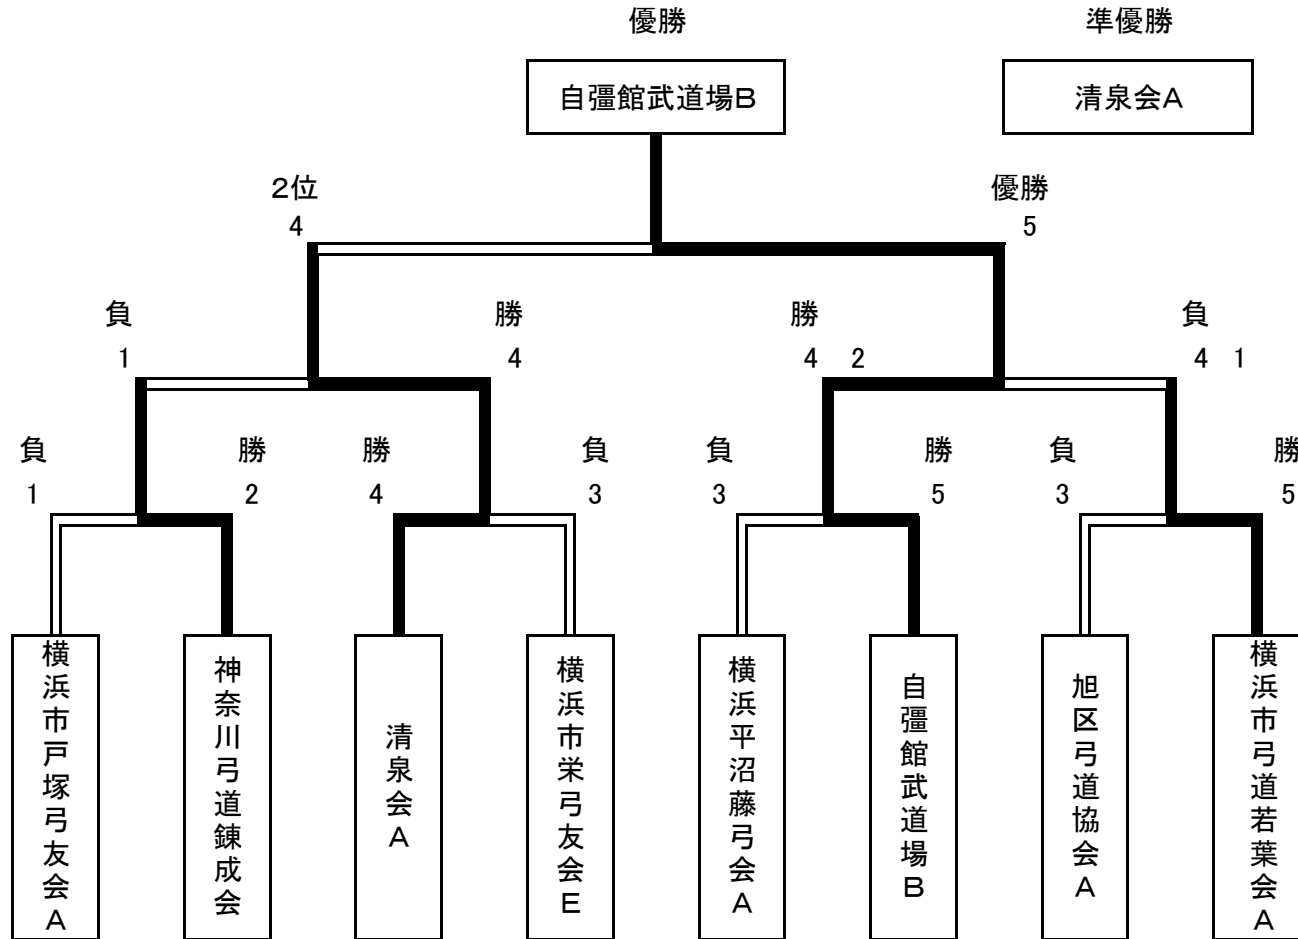 優勝 準優勝
自彊館武道場B 清泉会A
2位 優勝
4 5
負 勝 勝 負
1 4 4 2 4 1
負 勝 勝 負 負 勝 負 勝
1 2 4 3 3 5 3 5
横浜市戸塚弓友会A
神奈川弓道錬成会
清泉会A
横浜市栄弓友会E
横浜平沼藤弓会A
自彊館武道場B
旭区弓道協会A
横浜市弓道若葉会A